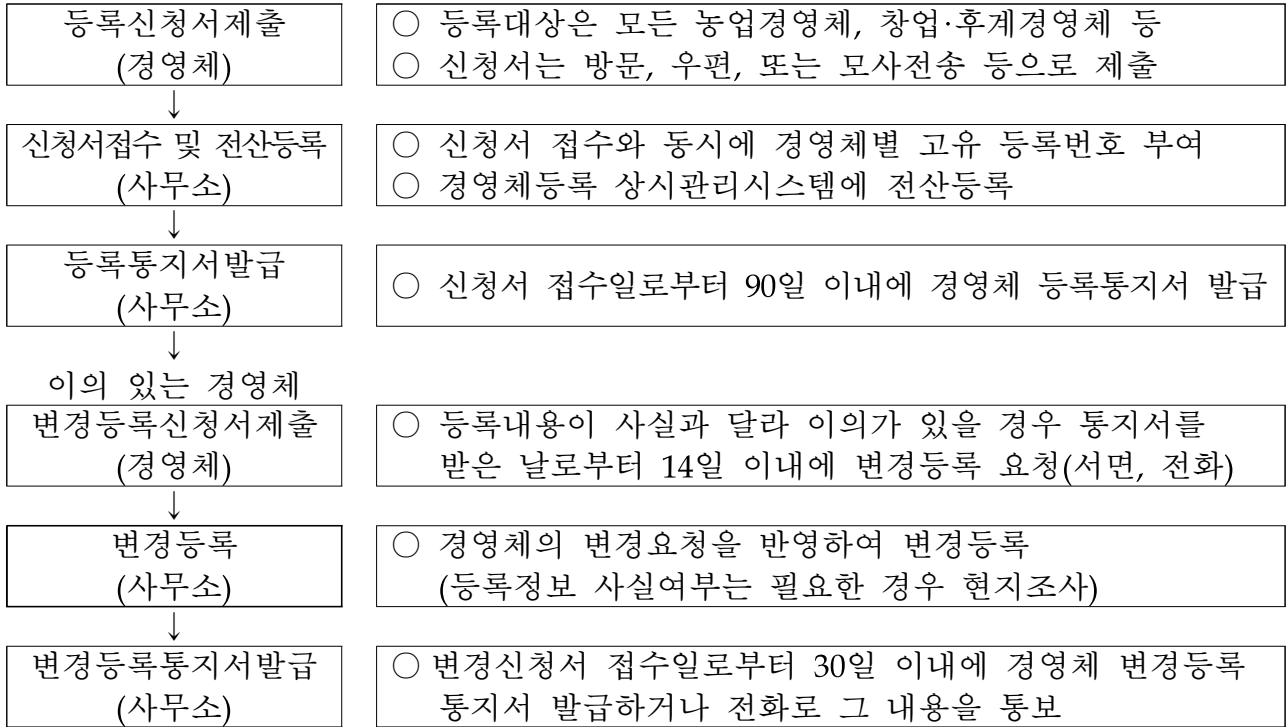 등록신청서제출
(경영체)
○ 등록대상은 모든 농업경영체, 창업·후계경영체 등
○ 신청서는 방문, 우편, 또는 모사전송 등으로 제출
↓
신청서접수 및 전산등록
(사무소)
○ 신청서 접수와 동시에 경영체별 고유 등록번호 부여
○ 경영체등록 상시관리시스템에 전산등록
↓
등록통지서발급
(사무소)
○ 신청서 접수일로부터 90일 이내에 경영체 등록통지서 발급
↓
이의 있는 경영체
변경등록신청서제출
(경영체)
○ 등록내용이 사실과 달라 이의가 있을 경우 통지서를
받은 날로부터 14일 이내에 변경등록 요청(서면, 전화)
↓
변경등록
(사무소)
○ 경영체의 변경요청을 반영하여 변경등록
(등록정보 사실여부는 필요한 경우 현지조사)
↓
변경등록통지서발급
(사무소)
○ 변경신청서 접수일로부터 30일 이내에 경영체 변경등록
통지서 발급하거나 전화로 그 내용을 통보